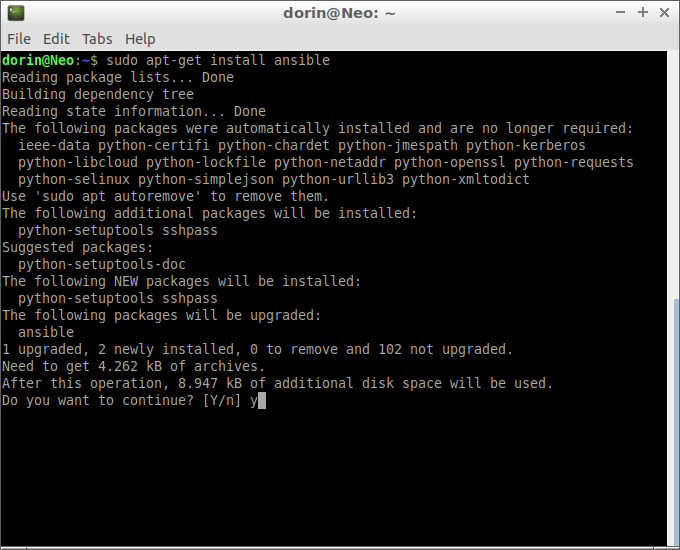 dorin@Neo: ~
File Edit Tabs Help
dorin@Neo:~$ sudo apt-get install ansible
Reading package lists... Done
Building dependency tree
Reading state information... Done
The following packages were automatically installed and are no longer required:
  ieee-data python-certifi python-chardet python-jmespath python-kerberos
  python-libcloud python-lockfile python-netaddr python-openssl python-requests
  python-selinux python-simplejson python-urllib3 python-xmltodict
Use 'sudo apt autoremove' to remove them.
The following additional packages will be installed:
  python-setuptools sshpass
Suggested packages:
  python-setuptools-doc
The following NEW packages will be installed:
  python-setuptools sshpass
The following packages will be upgraded:
  ansible
1 upgraded, 2 newly installed, 0 to remove and 102 not upgraded.
Need to get 4.262 kB of archives.
After this operation, 8.947 kB of additional disk space will be used.
Do you want to continue? [Y/n] y